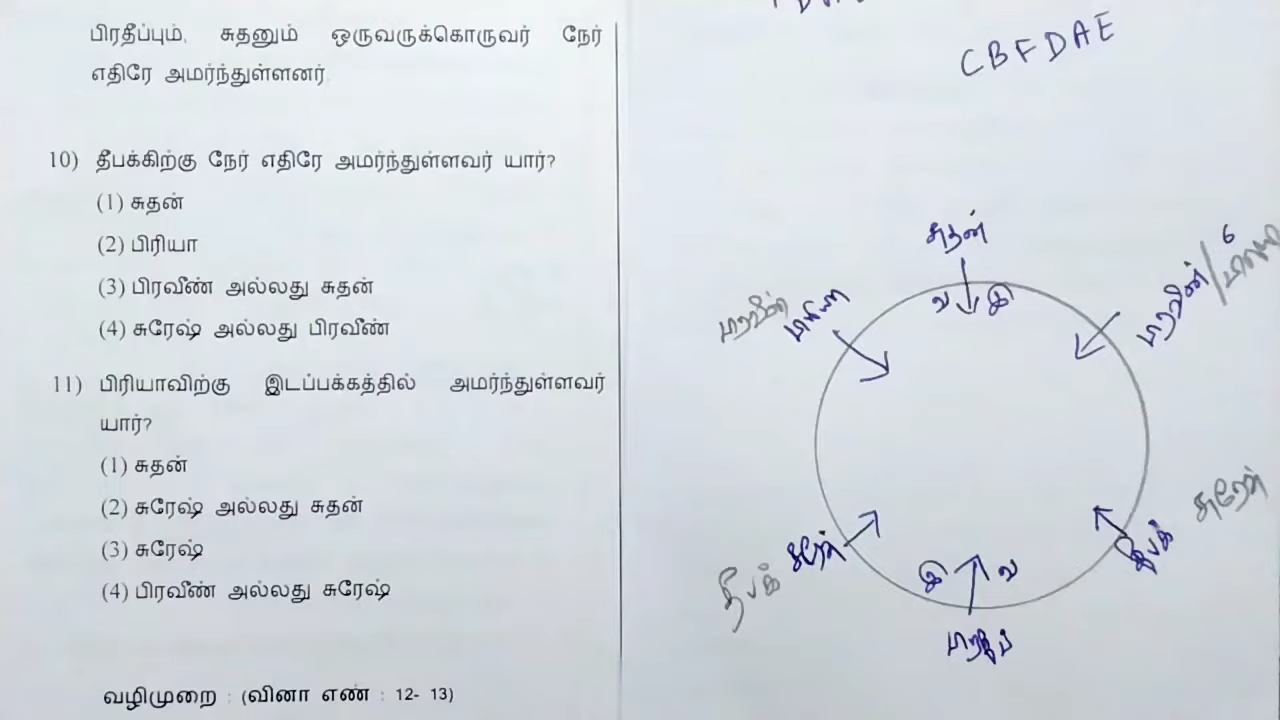 பிரதீப்பும், சுதனும் ஒருவருக்கொருவர் நேர்
எதிரே அமர்ந்துள்ளனர்.
10) தீபக்கிற்கு நேர் எதிரே அமர்ந்துள்ளவர் யார்?
(1) சுதன்
(2) பிரியா
(3) பிரவீண் அல்லது சுதன்
(4) சுரேஷ் அல்லது பிரவீண்
11) பிரியாவிற்கு இடப்பக்கத்தில் அமர்ந்துள்ளவர்
யார்?
(1) சுதன்
(2) சுரேஷ் அல்லது சுதன்
(3) சுரேஷ்
(4) பிரவீண் அல்லது சுரேஷ்
வழிமுறை : (வினா எண் : 12- 13)
CBFDAE
சுதன்
வ இ
6
சுரேஷ்
தீபக்
தீபக்
இ வ